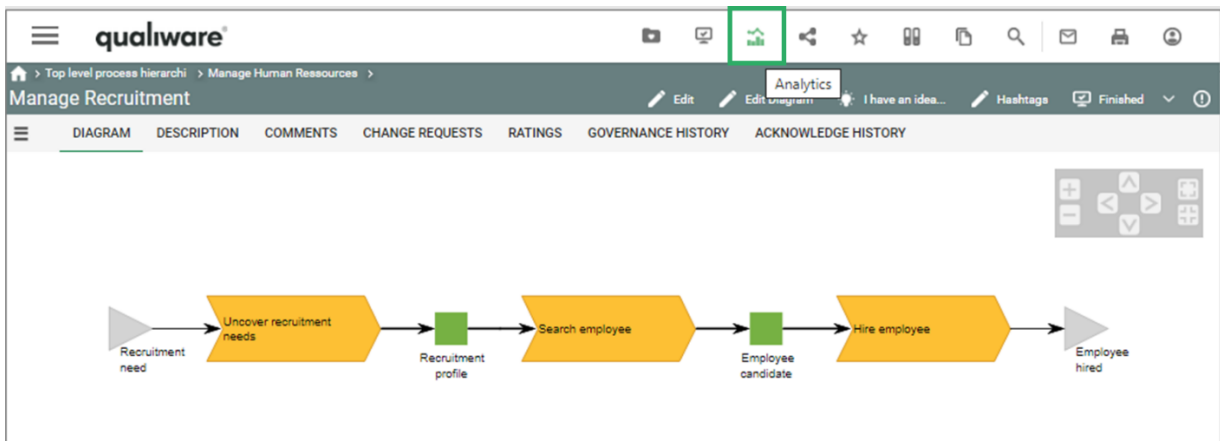 qualiware®
Analytics
> Top level process hierarchi > Manage Human Ressources >
Manage Recruitment
Edit
Edit Diagram
I have an idea...
Hashtags
Finished
DIAGRAM DESCRIPTION COMMENTS CHANGE REQUESTS RATINGS GOVERNANCE HISTORY ACKNOWLEDGE HISTORY
Recruitment
need
Uncover recruitment
needs
Recruitment
profile
Search employee
Employee
candidate
Hire employee
Employee
hired